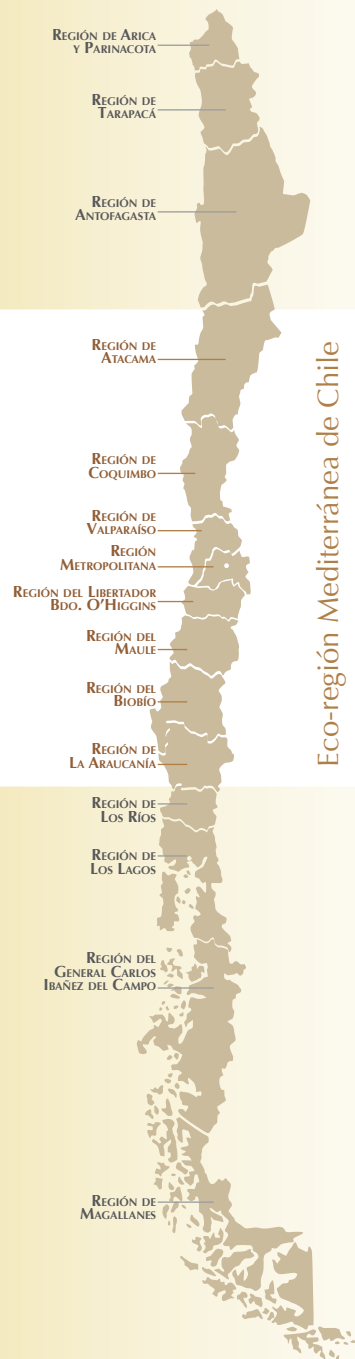 Región de Arica
y Parinacota
Región de
Tarapacá
Región de
Antofagasta
Región de
Atacama
Región de
Coquimbo
Región de
Valparaíso
Región
Metropolitana
Región del Libertador
Bdo. O'Higgins
Región del
Maule
Región del
Biobío
Región de
La Araucanía
Eco-región Mediterránea de Chile
Región de
Los Ríos
Región de
Los Lagos
Región del
General Carlos
Ibañez del Campo
Región de
Magallanes